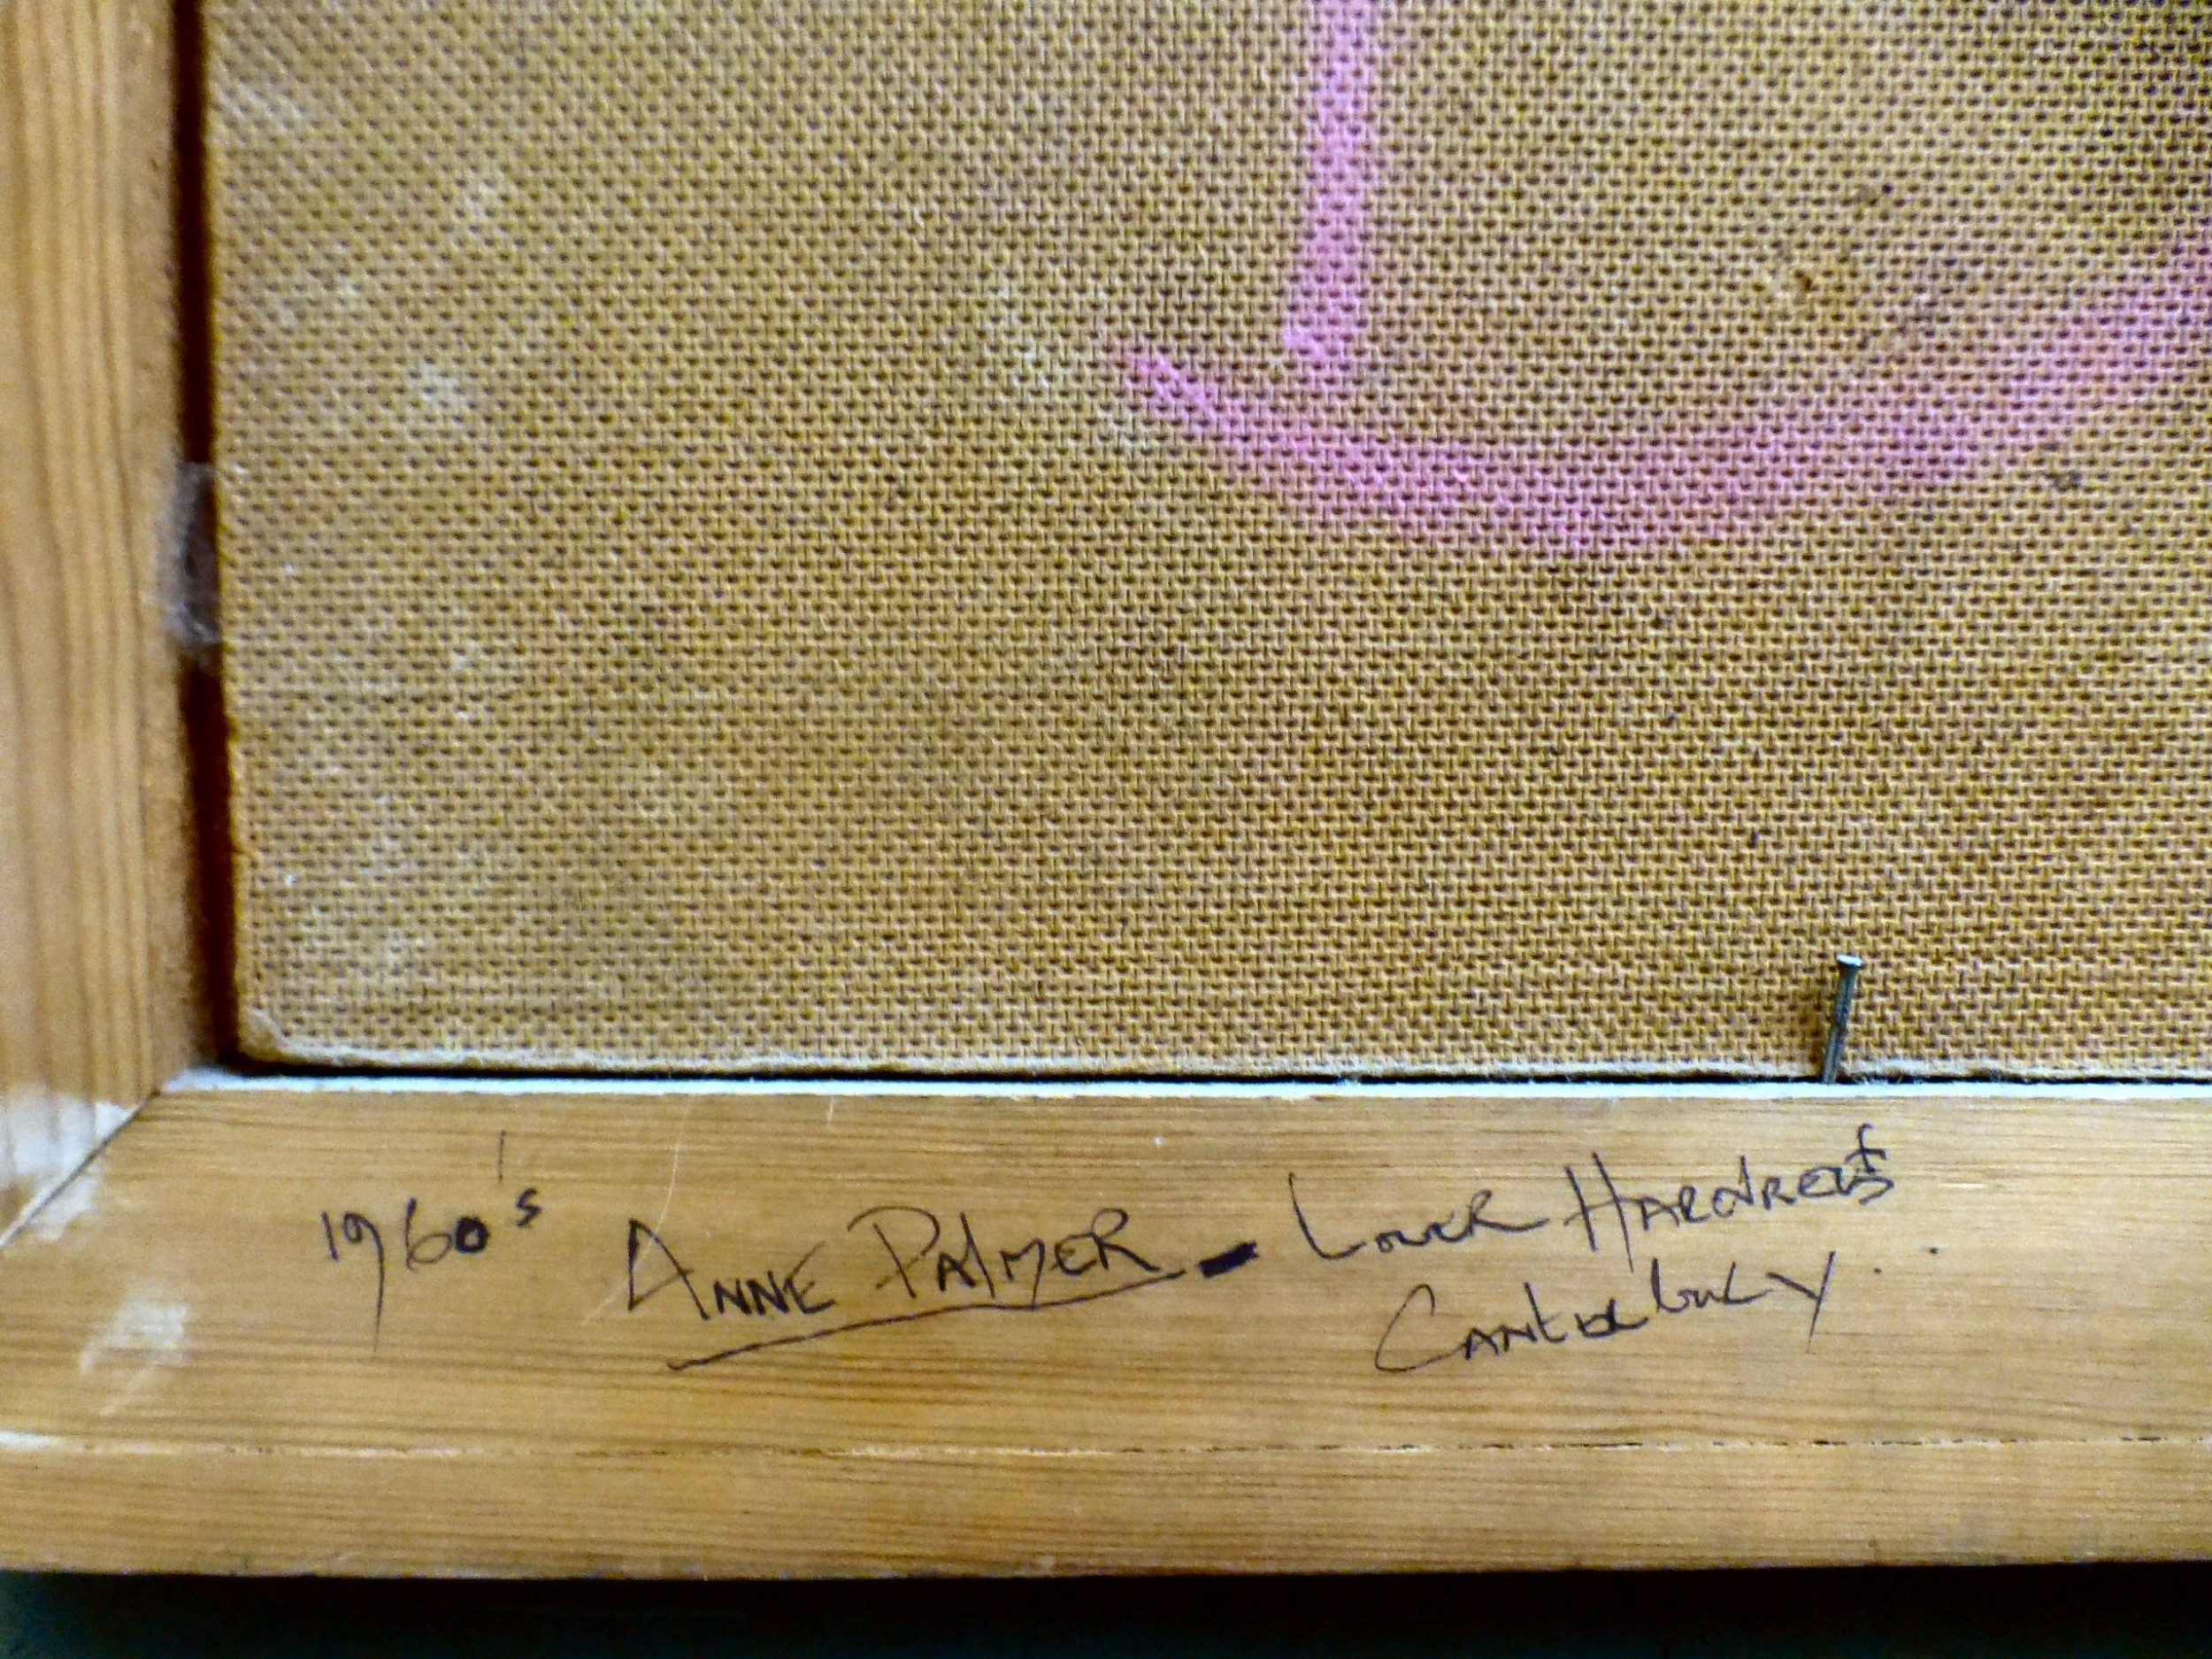 1960's ANNE PALMER - LOWER HARDRES
CANTERBURY.